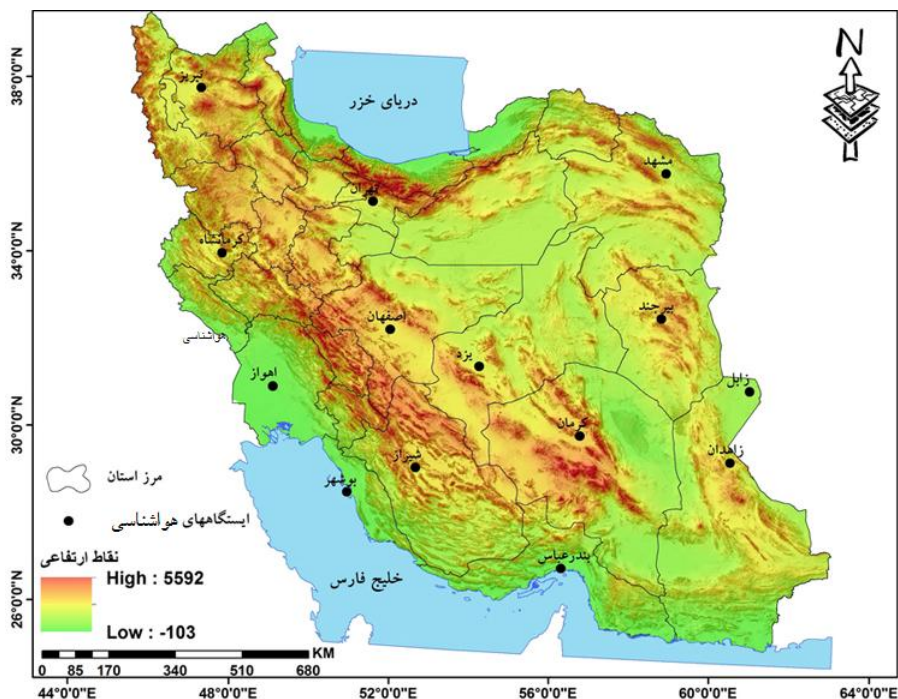 N
38°0'0"N
34°0'0"N
30°0'0"N
26°0'0"N
دریای خزر
تبریز
مشهد
تهران
کرمانشاه
بیرجند
اصفهان
هواشناسی
یزد
اهواز
زابل
کرمان
زاهدان
شیراز
بوشهر
بندرعباس
خلیج فارس
مرز استان
ایستگاههای هواشناسی
نقاط ارتفاعی
High : 5592
Low : -103
KM
0 85 170 340 510 680
44°0'0"E 48°0'0"E 52°0'0"E 56°0'0"E 60°0'0"E 64°0'0"E